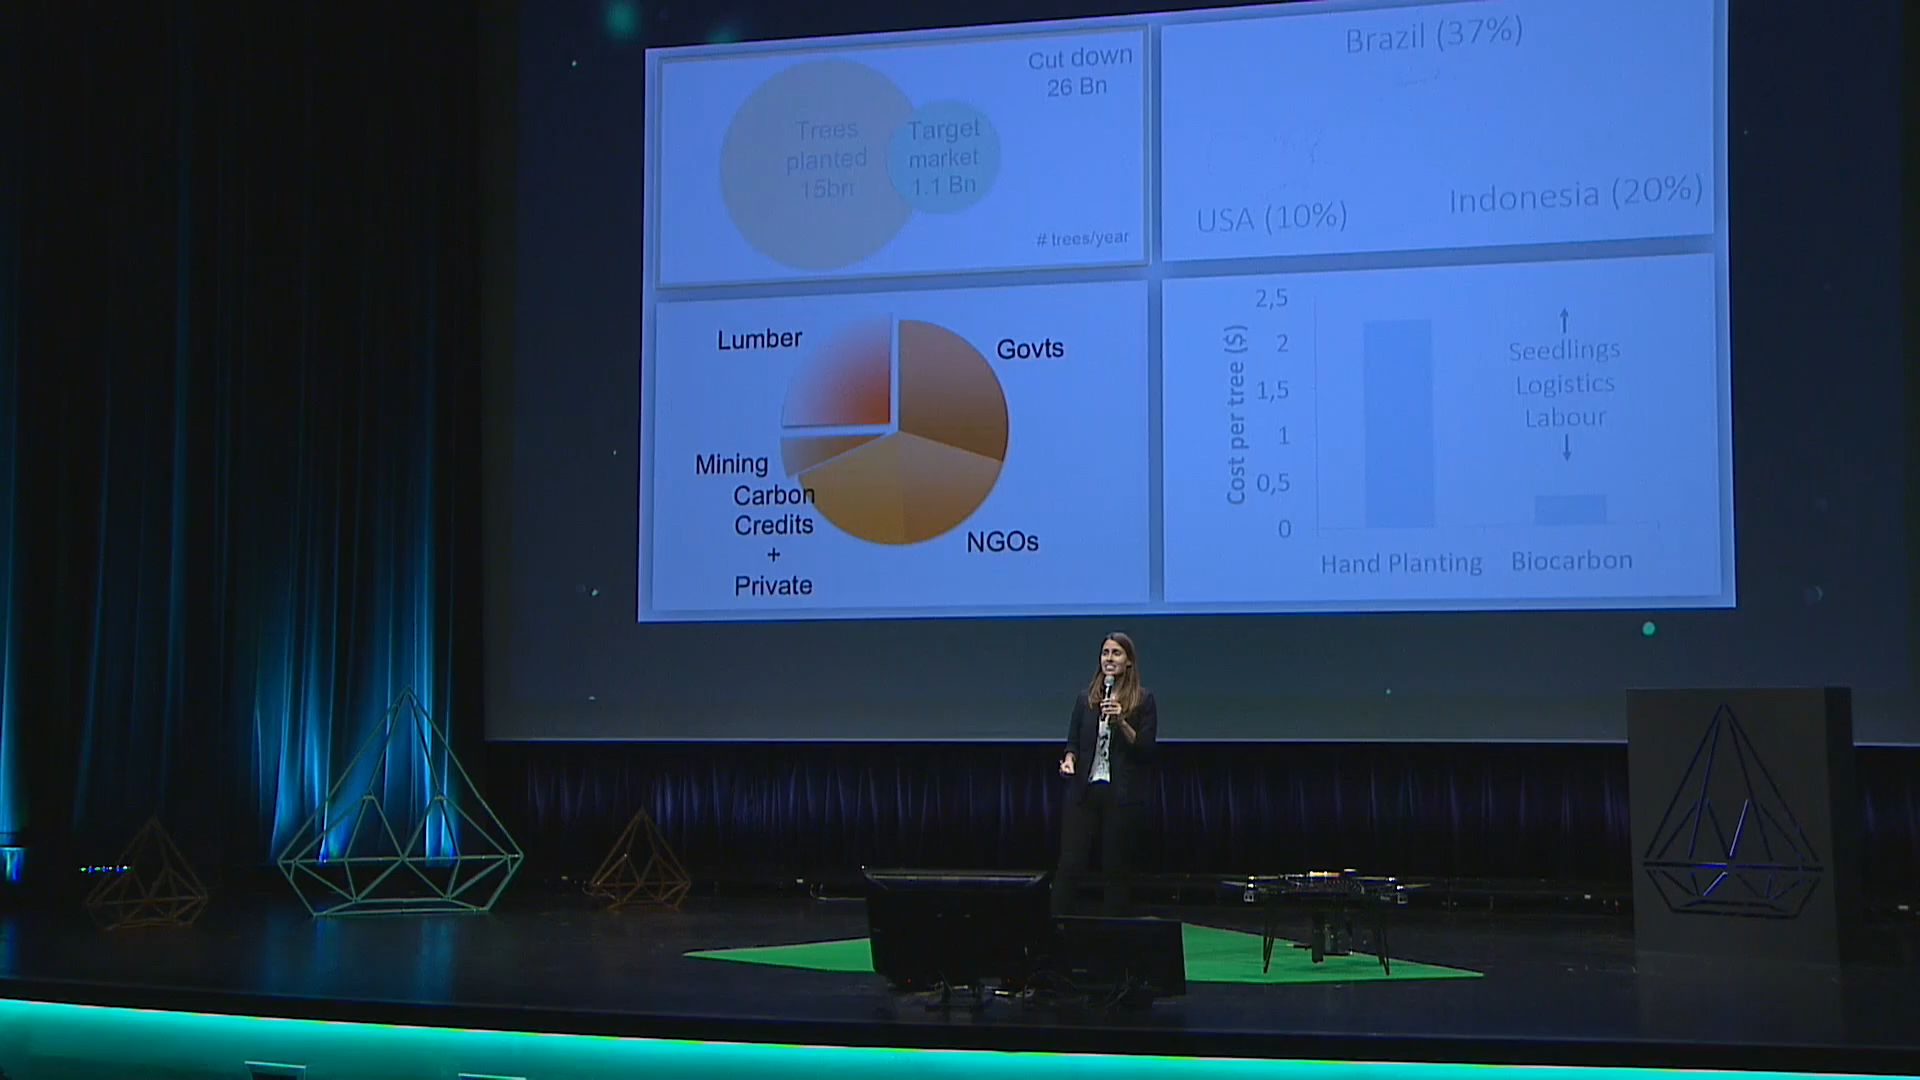 Cut down
26 Bn
Trees
planted
15bn
Target
market
1.1 Bn
# trees/year
Brazil (37%)
USA (10%)
Indonesia (20%)
Lumber
Govts
Mining
Carbon
Credits
+
Private
NGOs
Cost per tree ($)
2,5
2
1,5
1
0,5
0
Seedlings
Logistics
Labour
Hand Planting
Biocarbon